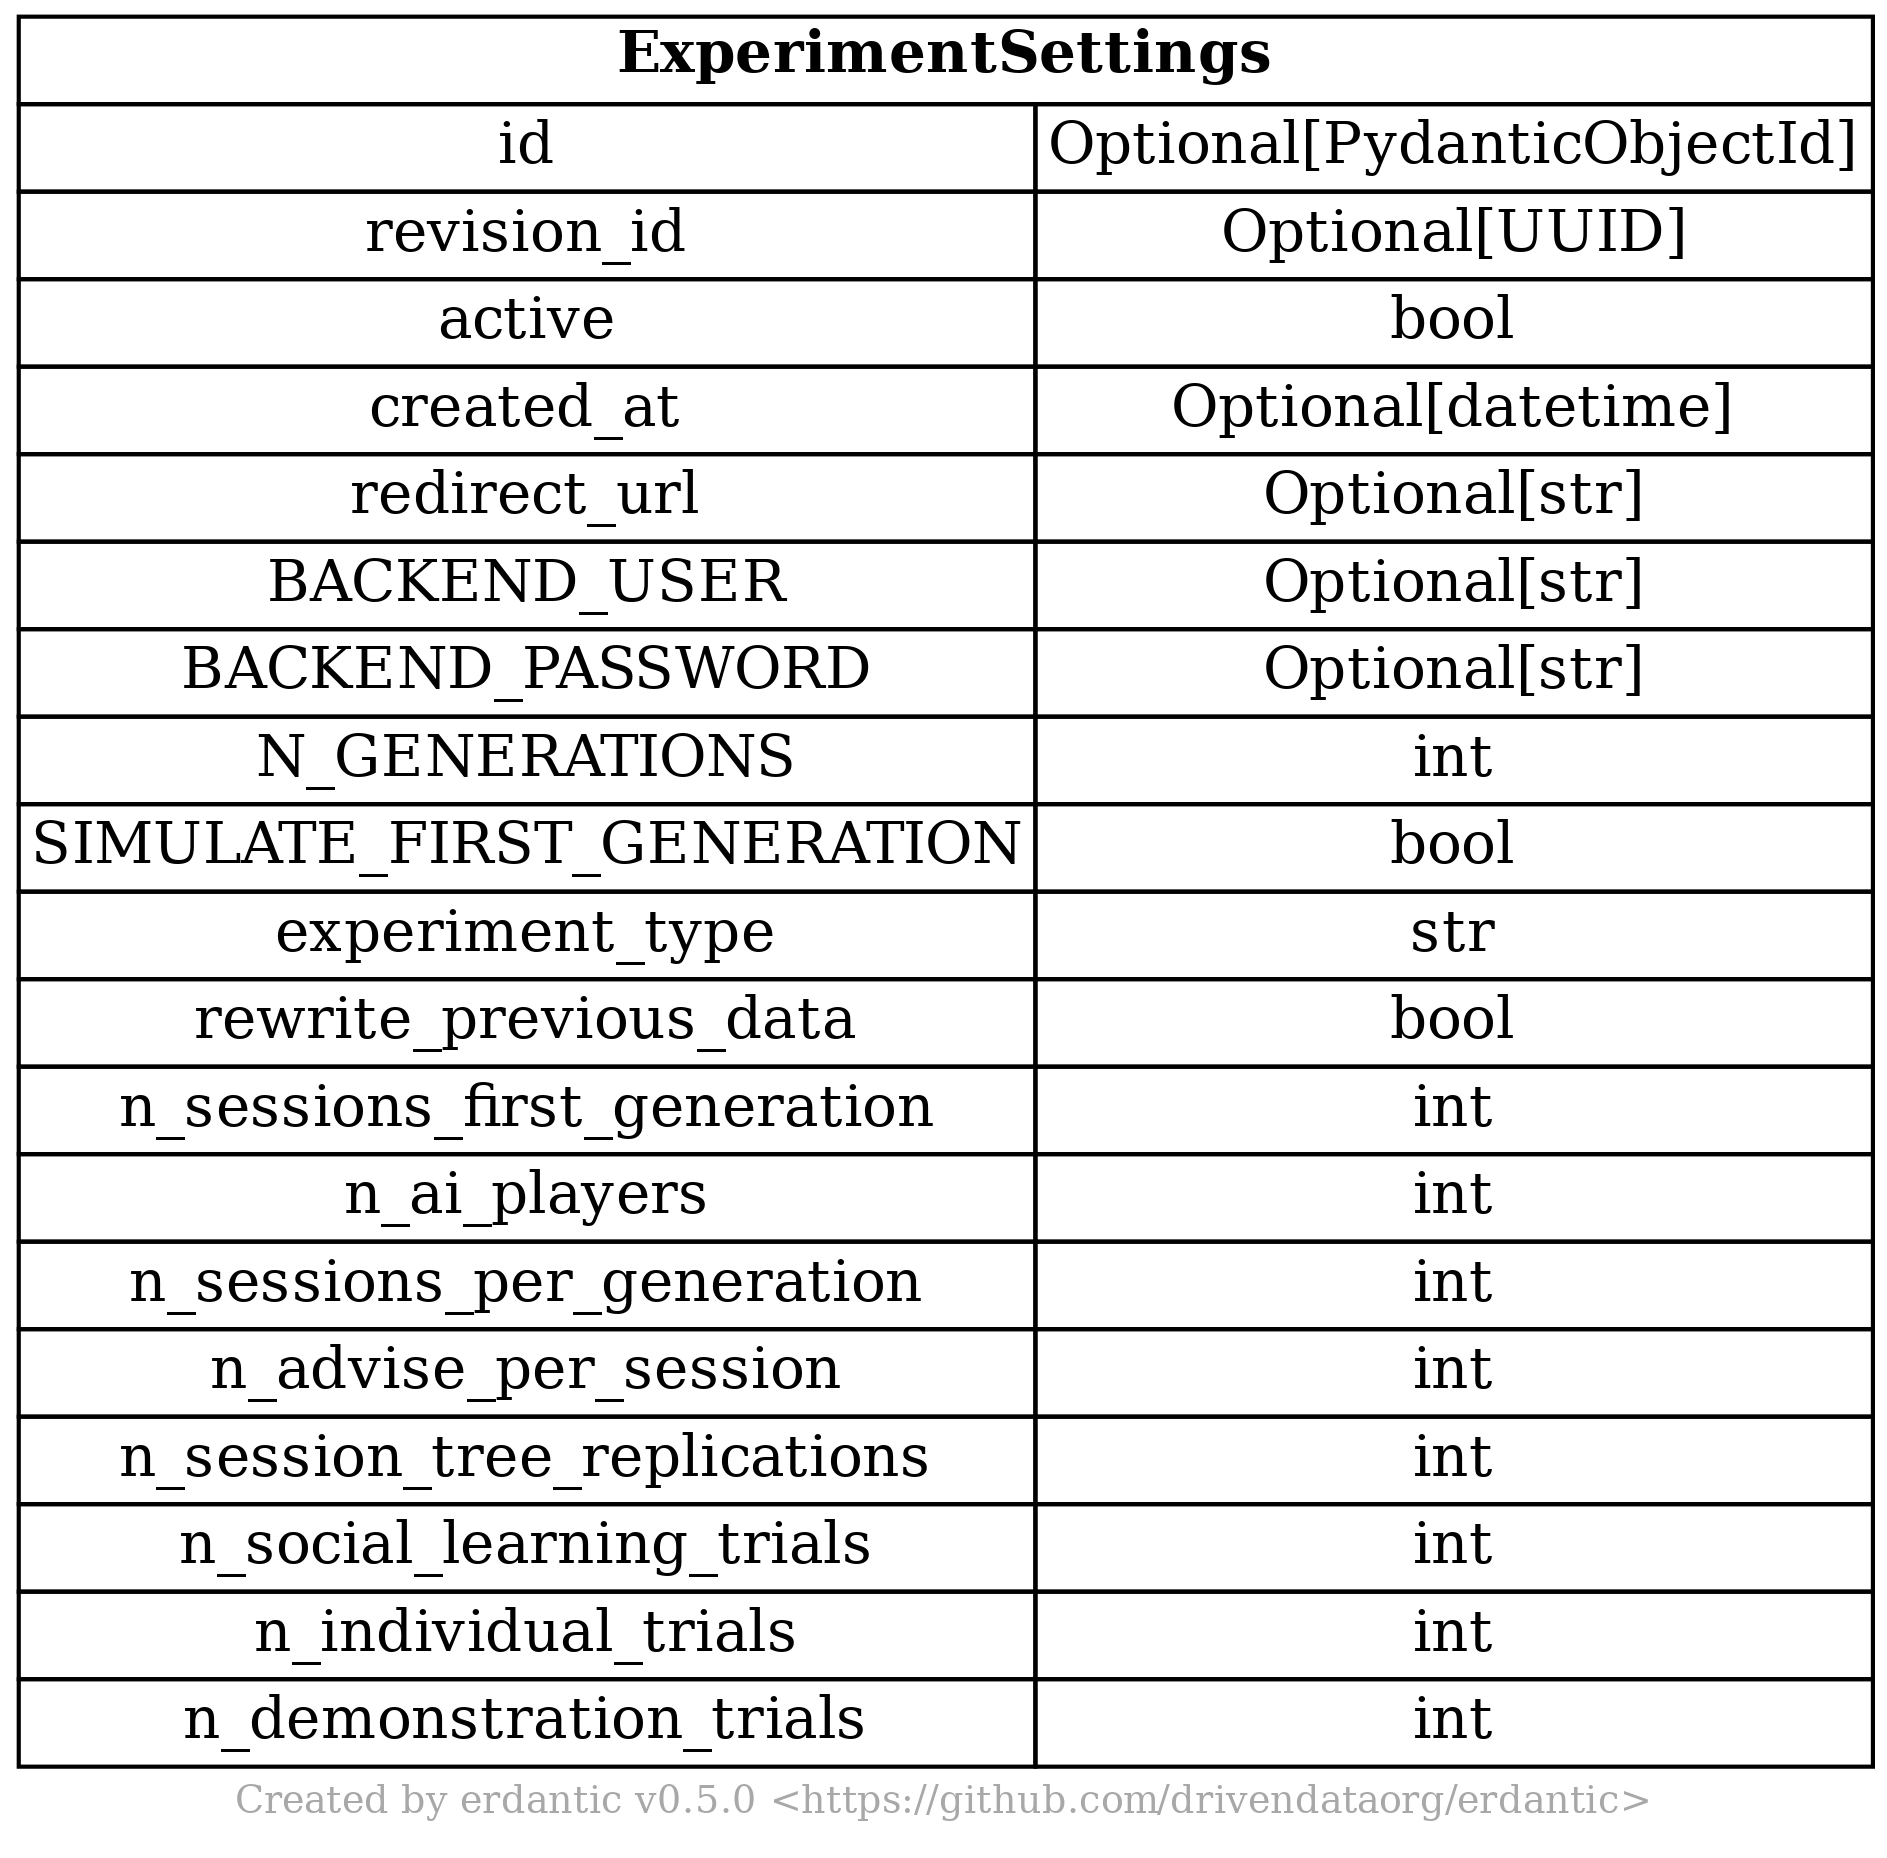 ExperimentSettings
id Optional[PydanticObjectId]
revision_id Optional[UUID]
active bool
created_at Optional[datetime]
redirect_url Optional[str]
BACKEND_USER Optional[str]
BACKEND_PASSWORD Optional[str]
N_GENERATIONS int
SIMULATE_FIRST_GENERATION bool
experiment_type str
rewrite_previous_data bool
n_sessions_first_generation int
n_ai_players int
n_sessions_per_generation int
n_advise_per_session int
n_session_tree_replications int
n_social_learning_trials int
n_individual_trials int
n_demonstration_trials int
Created by erdantic v0.5.0 <https://github.com/drivendataorg/erdantic>